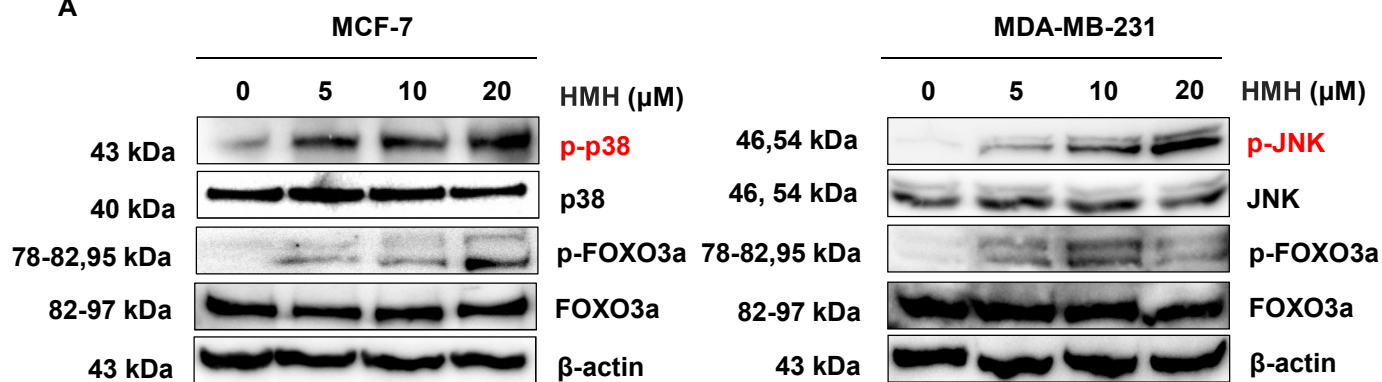 A
MCF-7
0 5 10 20 HMH (µM)
43 kDa p-p38
40 kDa p38
78-82,95 kDa p-FOXO3a
82-97 kDa FOXO3a
43 kDa β-actin
MDA-MB-231
0 5 10 20 HMH (µM)
46,54 kDa p-JNK
46, 54 kDa JNK
78-82,95 kDa p-FOXO3a
82-97 kDa FOXO3a
43 kDa β-actin